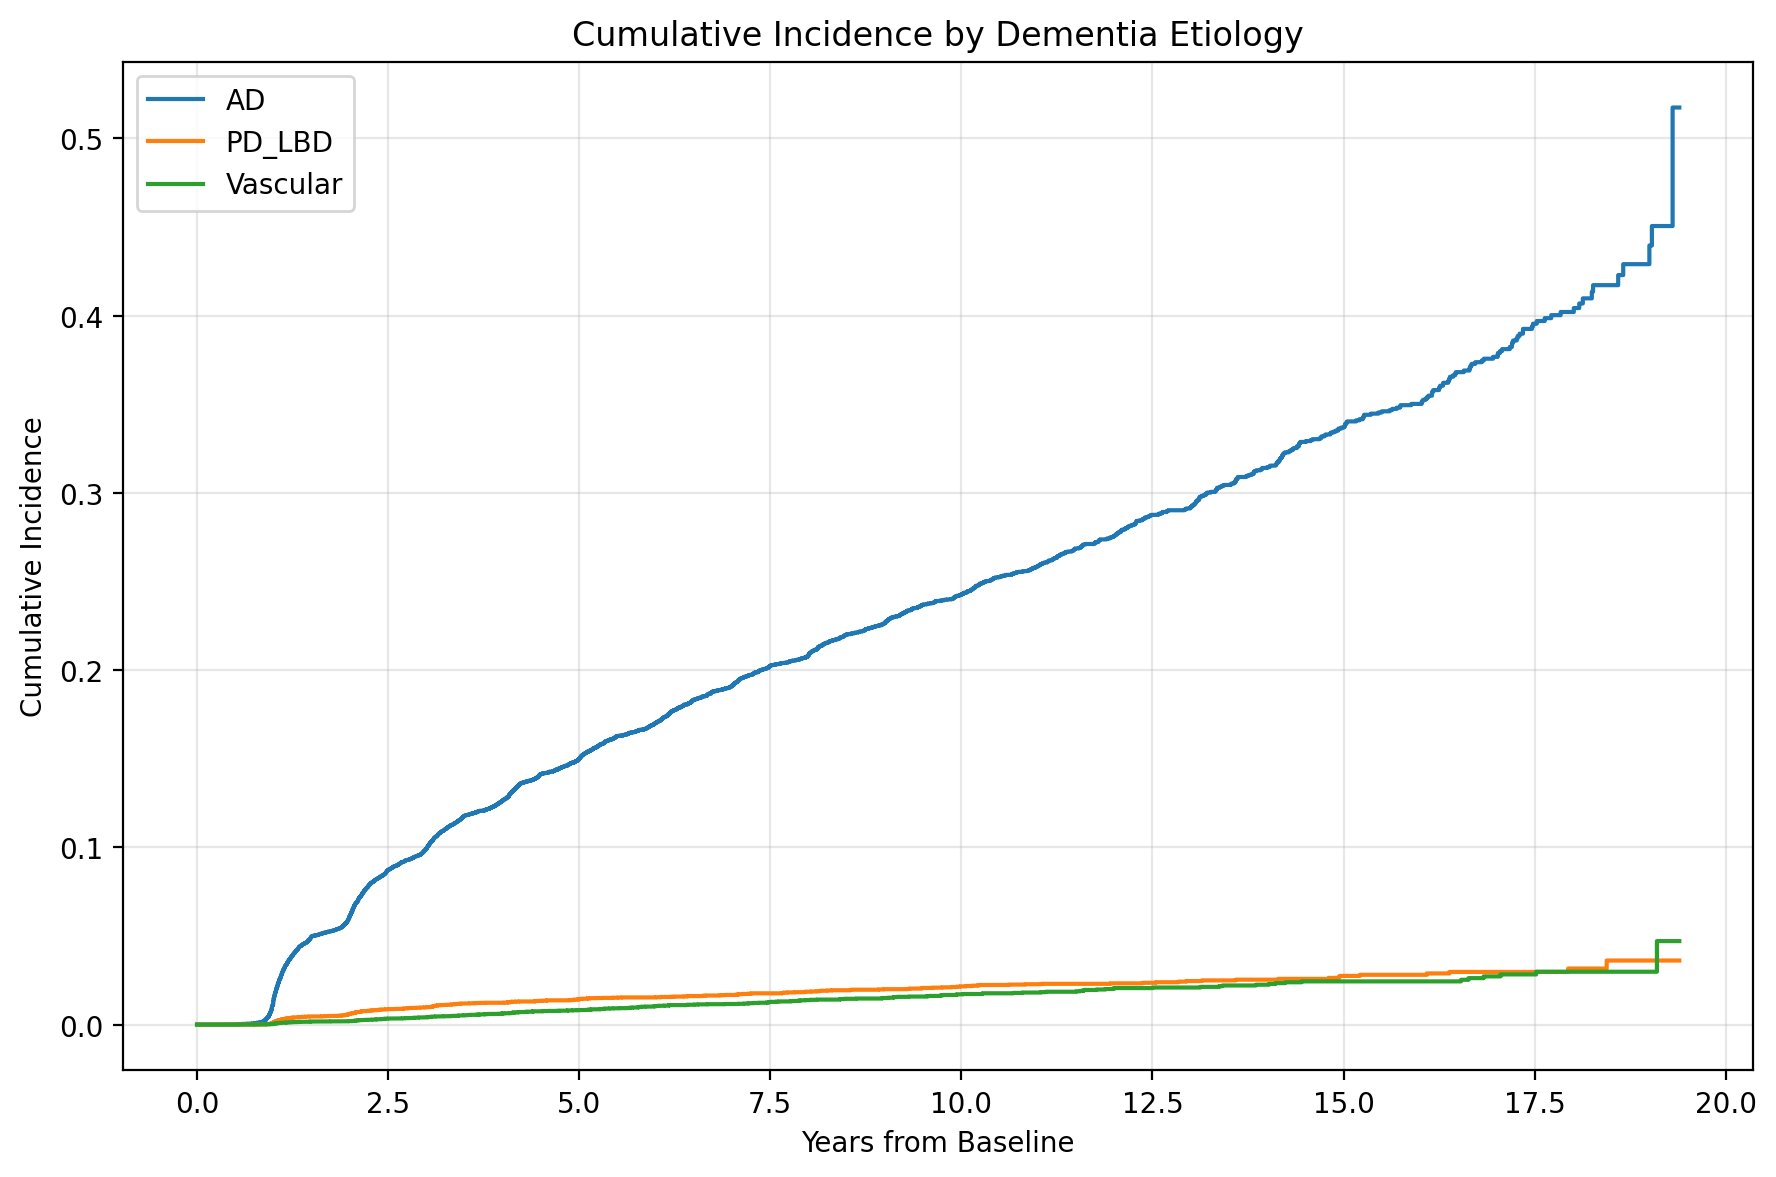 Cumulative Incidence by Dementia Etiology
AD
PD_LBD
Vascular
Cumulative Incidence
0.5
0.4
0.3
0.2
0.1
0.0
0.0 2.5 5.0 7.5 10.0 12.5 15.0 17.5 20.0
Years from Baseline